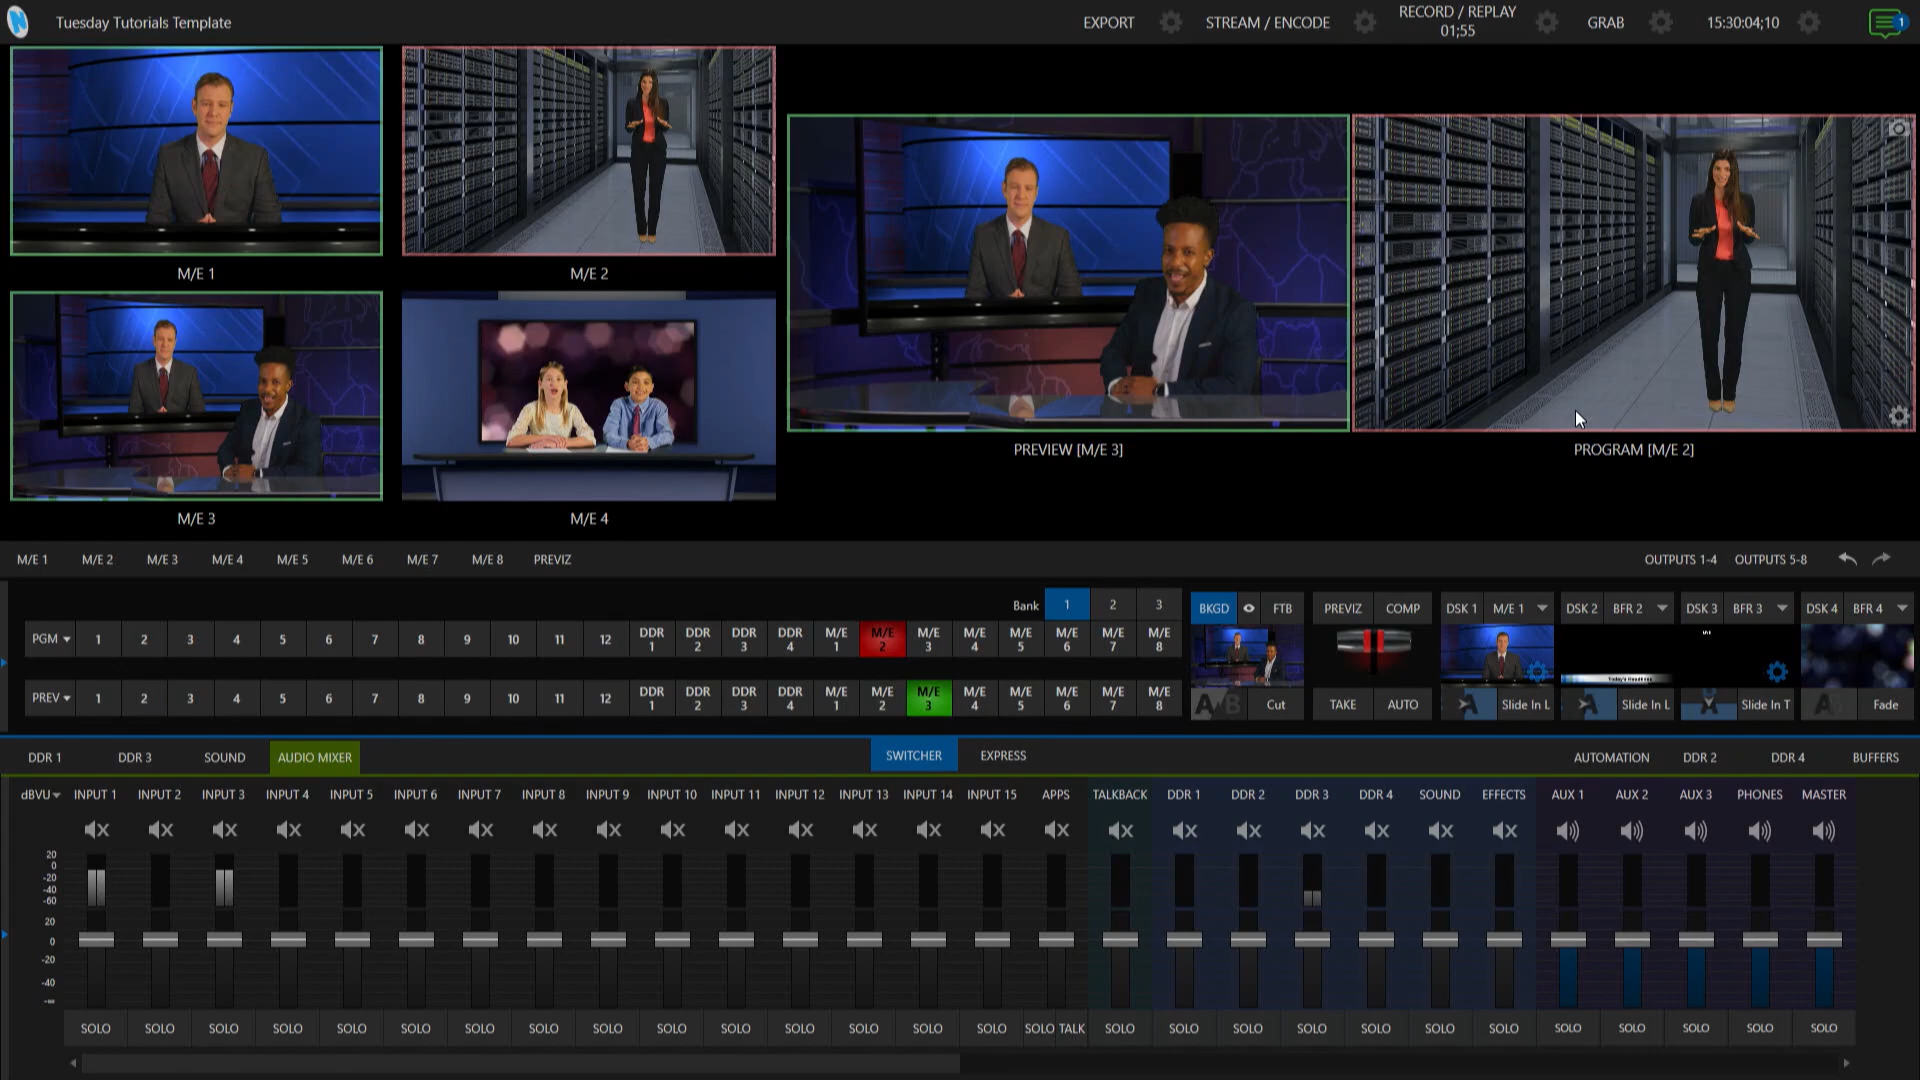 Tuesday Tutorials Template
EXPORT STREAM / ENCODE RECORD / REPLAY GRAB 15:30:04;10 1
01;55
M/E 1 M/E 2
PREVIEW [M/E 3] PROGRAM [M/E 2]
M/E 3 M/E 4
M/E 1 M/E 2 M/E 3 M/E 4 M/E 5 M/E 6 M/E 7 M/E 8 PREVIZ OUTPUTS 1-4 OUTPUTS 5-8
Bank 1 2 3 BKGD FTB PREVIZ COMP DSK 1 M/E 1 DSK 2 BFR 2 DSK 3 BFR 3 DSK 4 BFR 4
PGM 1 2 3 4 5 6 7 8 9 10 11 12 DDR 1 DDR 2 DDR 3 DDR 4 M/E 1 M/E 2 M/E 3 M/E 4 M/E 5 M/E 6 M/E 7 M/E 8
Today's Headlines
PREV 1 2 3 4 5 6 7 8 9 10 11 12 DDR 1 DDR 2 DDR 3 DDR 4 M/E 1 M/E 2 M/E 3 M/E 4 M/E 5 M/E 6 M/E 7 M/E 8
A B Cut TAKE AUTO A Slide In L A Slide In L A Slide In T A Fade
DDR 1 DDR 3 SOUND AUDIO MIXER SWITCHER EXPRESS AUTOMATION DDR 2 DDR 4 BUFFERS
dBVU INPUT 1 INPUT 2 INPUT 3 INPUT 4 INPUT 5 INPUT 6 INPUT 7 INPUT 8 INPUT 9 INPUT 10 INPUT 11 INPUT 12 INPUT 13 INPUT 14 INPUT 15 APPS TALKBACK DDR 1 DDR 2 DDR 3 DDR 4 SOUND EFFECTS AUX 1 AUX 2 AUX 3 PHONES MASTER
20
0
-20
-40
-60
20
0
-20
-40
-∞
SOLO SOLO SOLO SOLO SOLO SOLO SOLO SOLO SOLO SOLO SOLO SOLO SOLO SOLO SOLO SOLO TALK SOLO SOLO SOLO SOLO SOLO SOLO SOLO SOLO SOLO SOLO SOLO SOLO